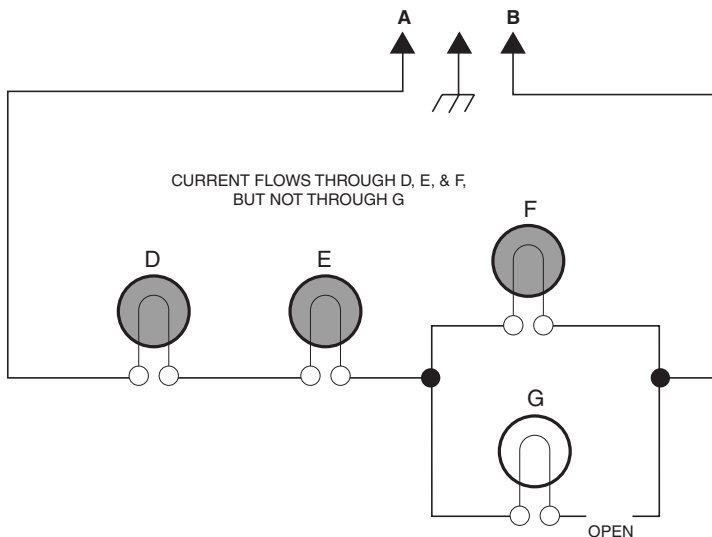 A
B
CURRENT FLOWS THROUGH D, E, & F,
BUT NOT THROUGH G
F
D
E
G
OPEN